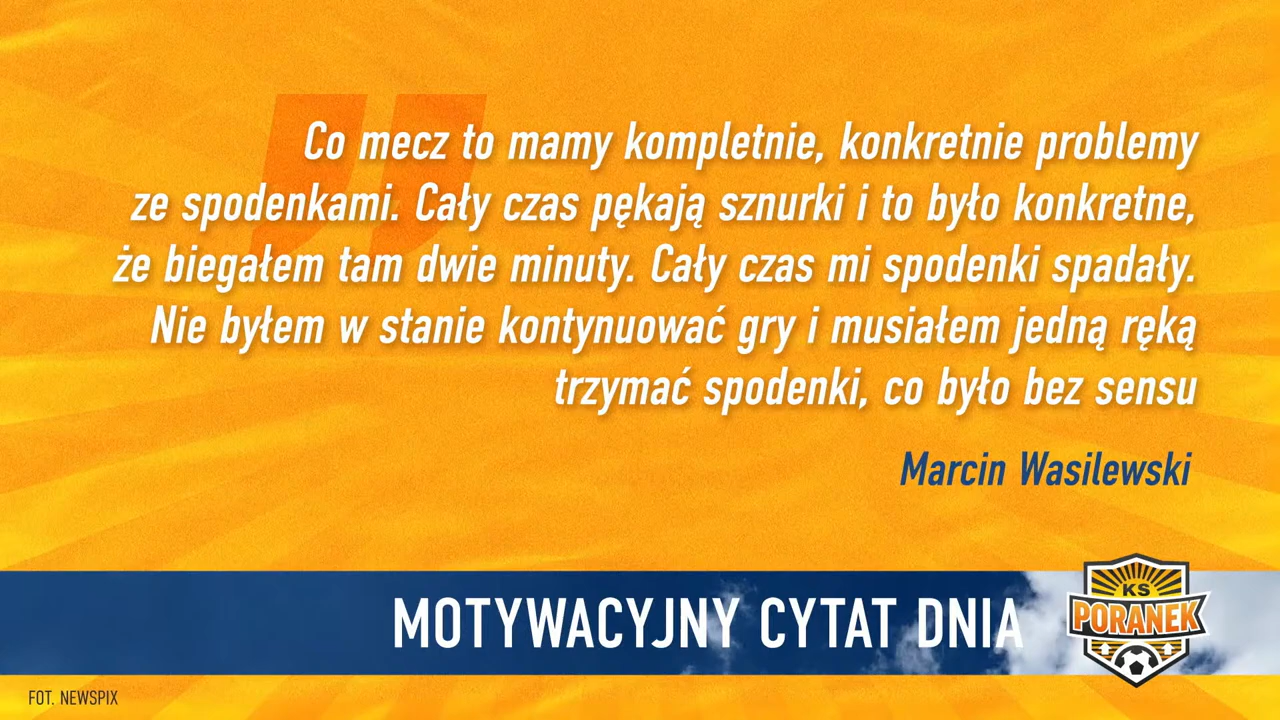 Co mecz to mamy kompletnie, konkretnie problemy
ze spodenkami. Cały czas pękają sznurki i to było konkretne,
że biegałem tam dwie minuty. Cały czas mi spodenki spadały.
Nie byłem w stanie kontynuować gry i musiałem jedną ręką
trzymać spodenki, co było bez sensu
Marcin Wasilewski
MOTYWACYJNY CYTAT DNIA
KS
PORANEK
FOT. NEWSPIX